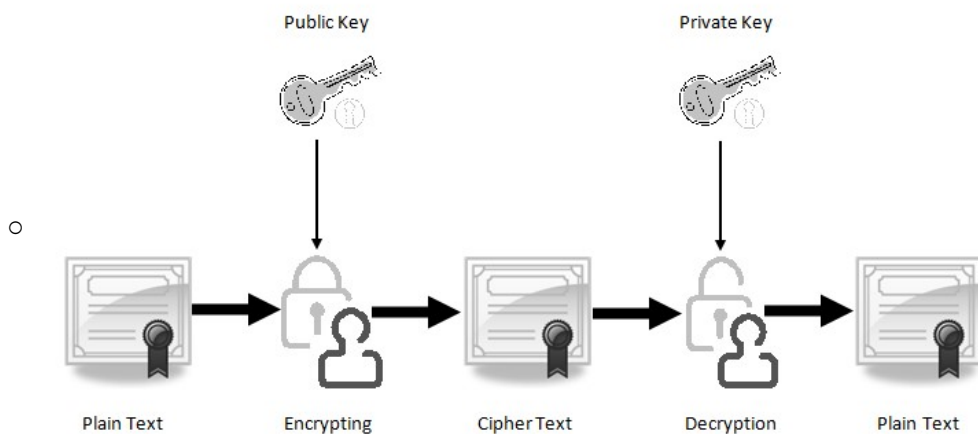 Public Key
Private Key
Plain Text
Encrypting
Cipher Text
Decryption
Plain Text